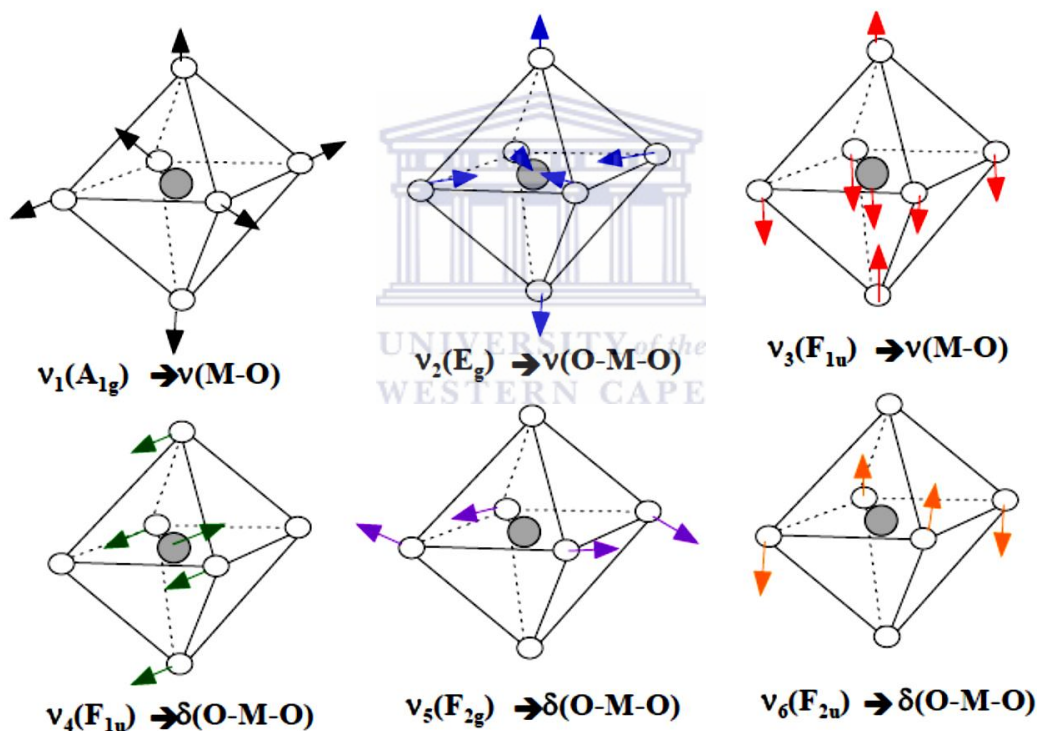 ν₁(A₁g) ➔ν(M-O)
ν₂(Eg) ➔ν(O-M-O)
ν₃(F₁u) ➔ν(M-O)
UNIVERSITY of the
WESTERN CAPE
ν₄(F₁u) ➔δ(O-M-O)
ν₅(F₂g) ➔δ(O-M-O)
ν₆(F₂u) ➔δ(O-M-O)